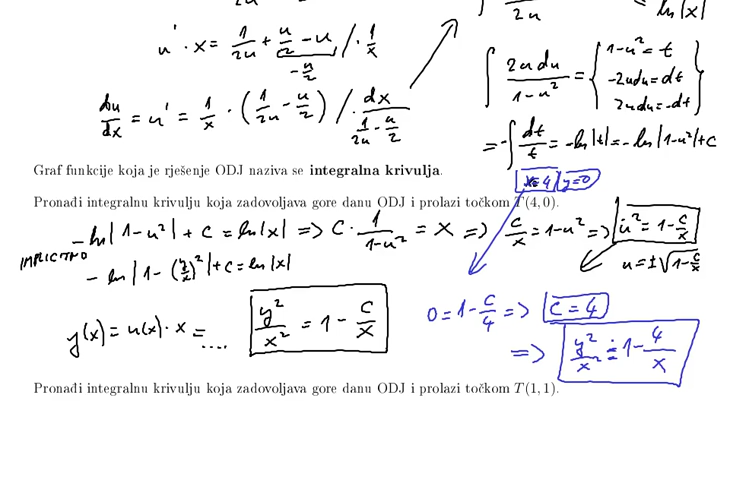 2u
2u
ln|x|
u' · x = 1/2u + u/2 - u / · 1/x
-u/2
∫ 2udu/1-u² = { 1-u² = t
-2udu = dt
2udu = -dt }
du/dx = u' = 1/x · (1/2u - u/2) / · dx/(1/2u - u/2)
= -∫ dt/t = -ln|t| = -ln|1-u²| + c
Graf funkcije koja je rješenje ODJ naziva se integralna krivulja.
x=4 y=0
Pronađi integralnu krivulju koja zadovoljava gore danu ODJ i prolazi točkom T(4, 0).
-ln|1-u²| + c = ln|x| => C · 1/1-u² = x => C/x = 1-u² => u² = 1 - C/x
IMPLICITNO
-ln|1-(y/x)²| + c = ln|x|
u = ±√1-C/x
y(x) = u(x) · x = ....
y²/x² = 1 - C/x
0 = 1 - C/4 => C = 4
=> y²/x² = 1 - 4/x
Pronađi integralnu krivulju koja zadovoljava gore danu ODJ i prolazi točkom T(1, 1).